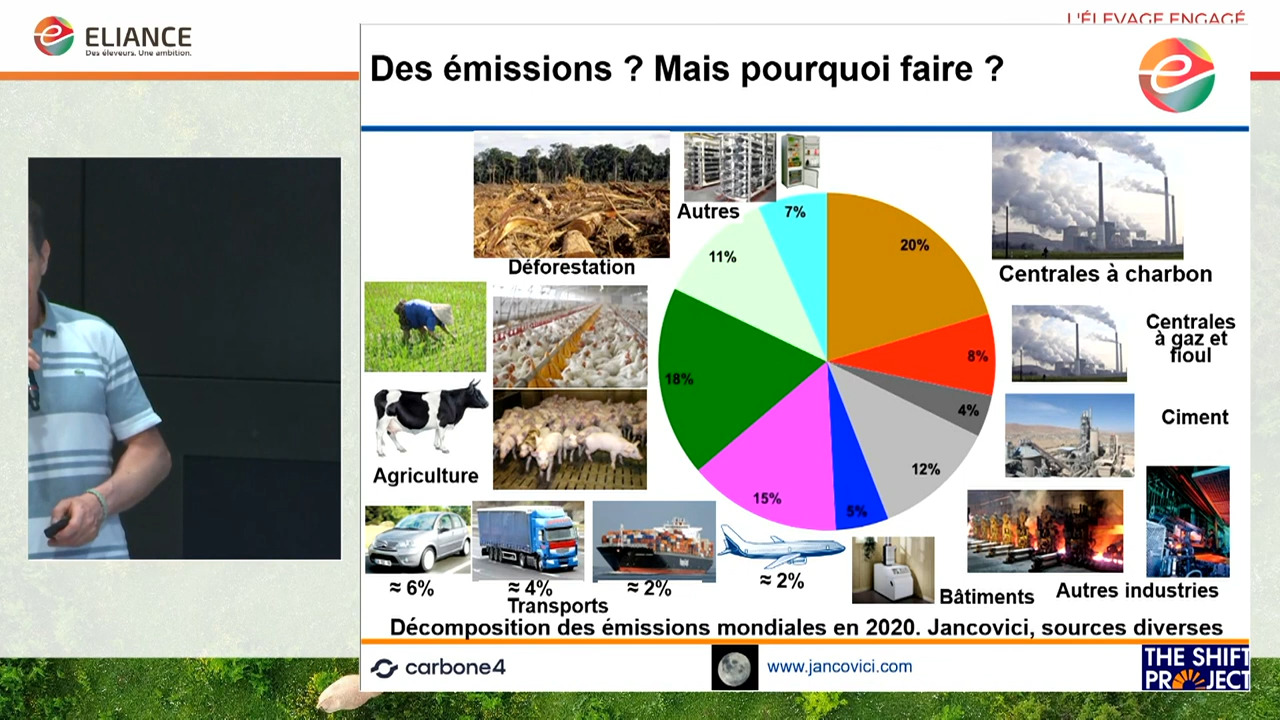 ELIANCE
Des éleveurs. Une ambition.
L'ÉLEVAGE ENGAGÉ
Des émissions ? Mais pourquoi faire ?
Autres
7%
20%
11%
Déforestation
Centrales à charbon
Centrales
à gaz et
fioul
8%
18%
4%
Ciment
12%
Agriculture
15%
5%
≈ 6%
≈ 4%
≈ 2%
≈ 2%
Transports
Bâtiments
Autres industries
Décomposition des émissions mondiales en 2020. Jancovici, sources diverses
carbone4
www.jancovici.com
THE SHIFT
PROJECT